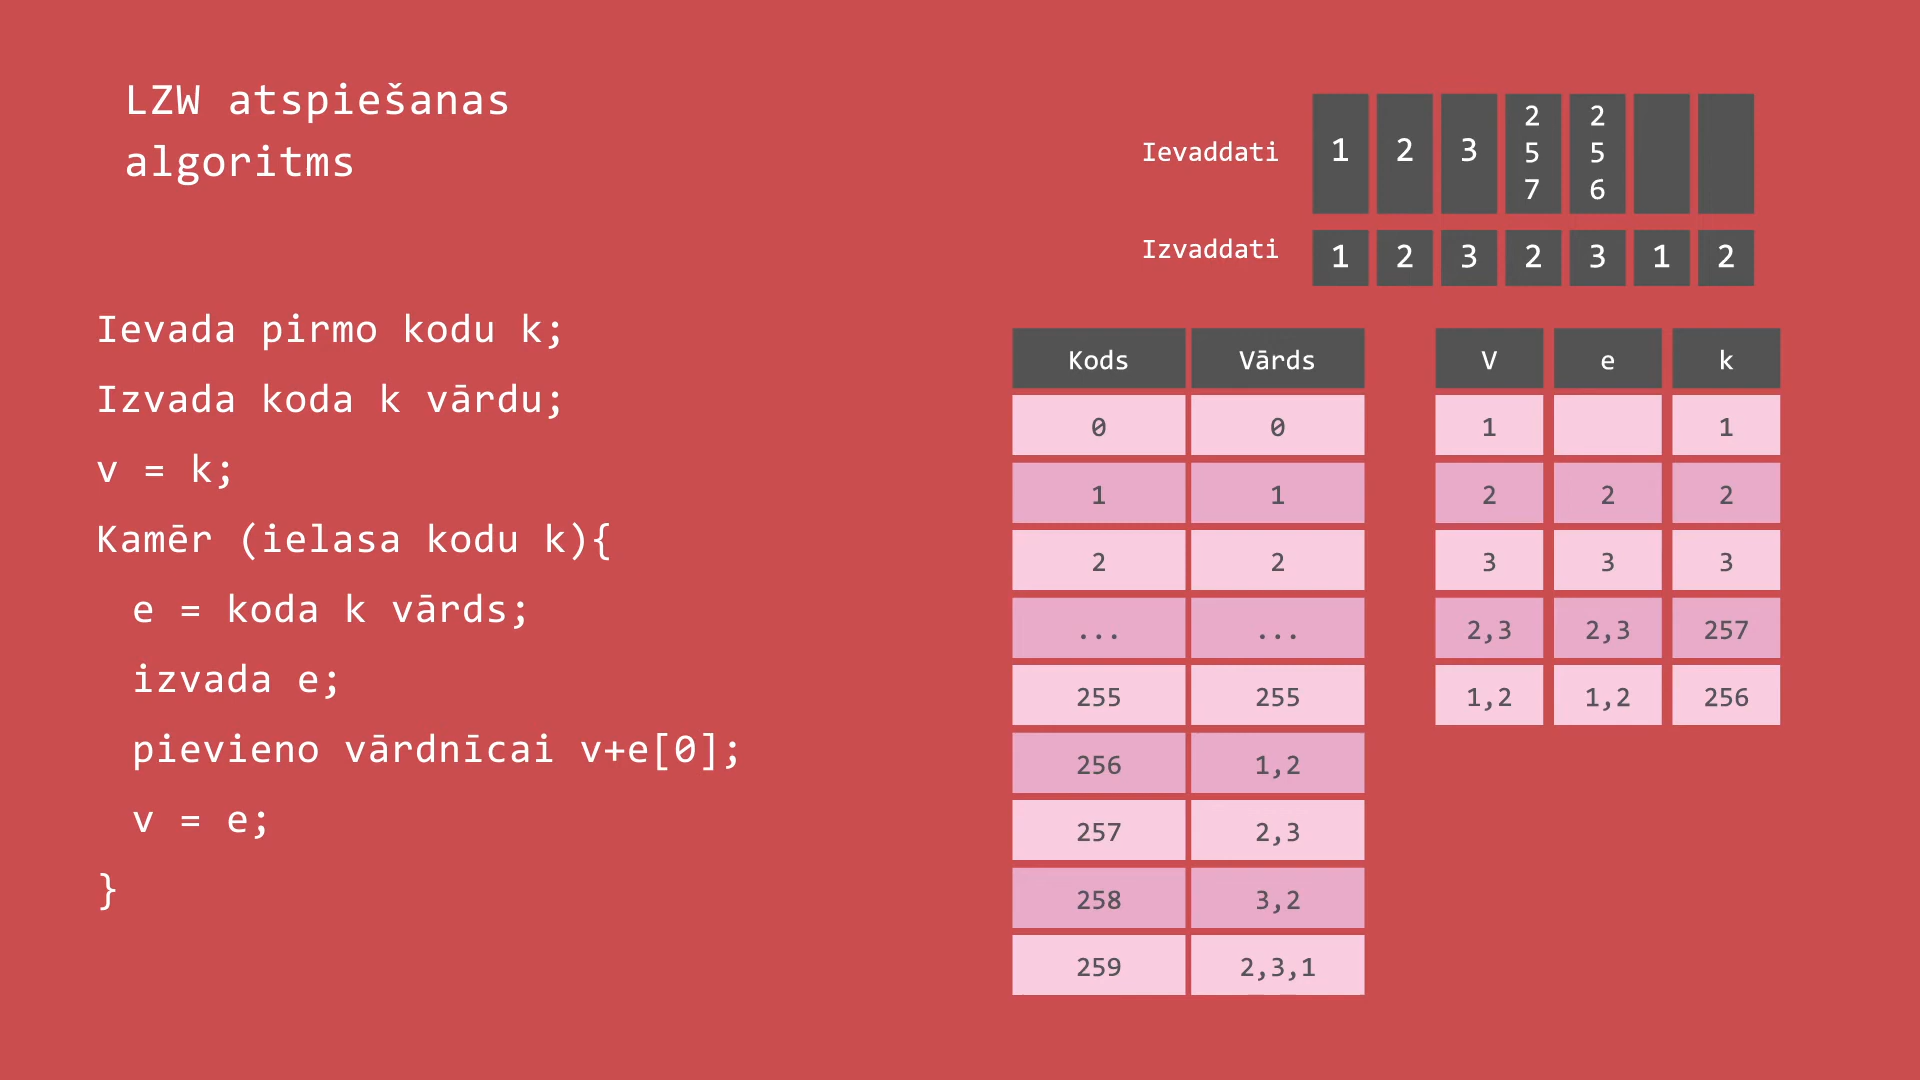 LZW atspiešanas
algoritms
Ievada pirmo kodu k;
Izvada koda k vārdu;
v = k;
Kamēr (ielasa kodu k){
e = koda k vārds;
izvada e;
pievieno vārdnīcai v+e[0];
v = e;
}
Ievaddati 1 2 3 257 256
Izvaddati 1 2 3 2 3 1 2
Kods Vārds
0 0
1 1
2 2
... ...
255 255
256 1,2
257 2,3
258 3,2
259 2,3,1
V e k
1 1
2 2 2
3 3 3
2,3 2,3 257
1,2 1,2 256